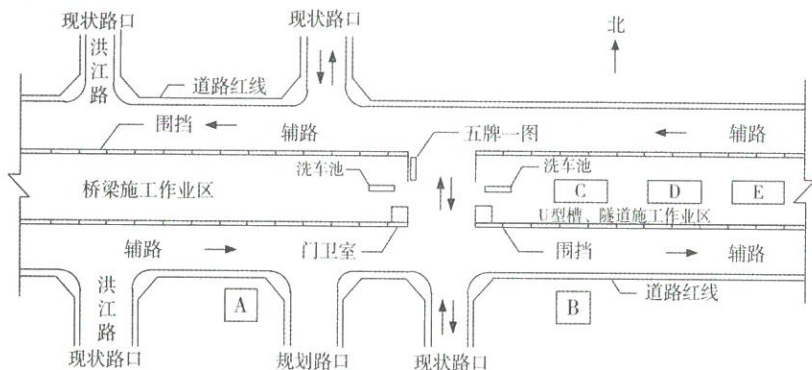 现状路口
现状路口
北
洪江路
道路红线
围挡
辅路
五牌一图
辅路
洗车池
洗车池
桥梁施工作业区
C
D
E
U型槽、隧道施工作业区
辅路
门卫室
围挡
辅路
洪江路
A
B
道路红线
现状路口
规划路口
现状路口